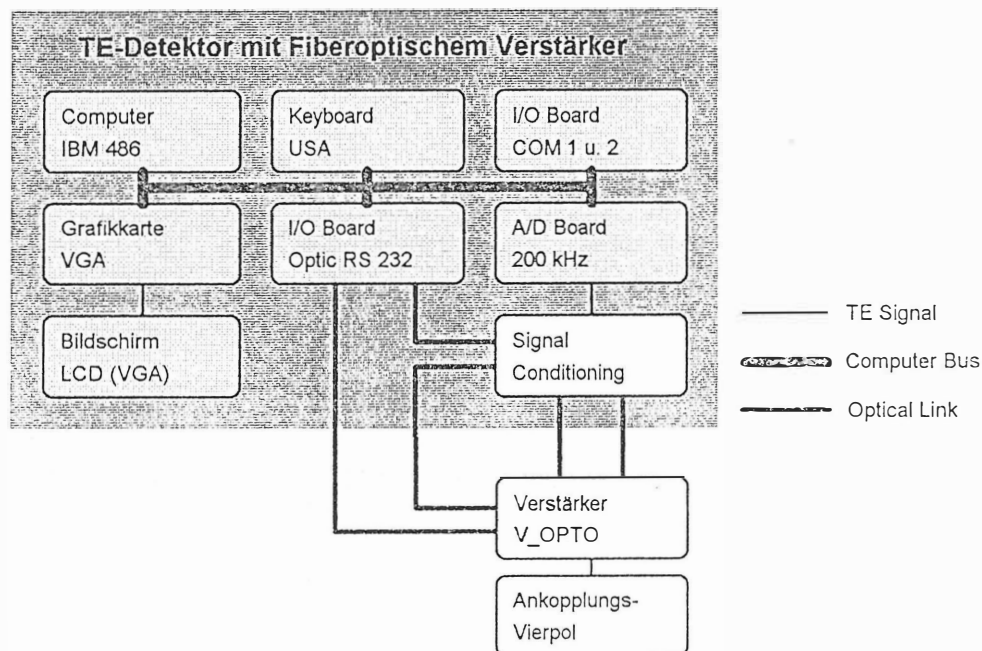 TE-Detektor mit Fiberoptischem Verstärker
Computer
IBM 486
Keyboard
USA
I/O Board
COM 1 u. 2
Grafikkarte
VGA
I/O Board
Optic RS 232
A/D Board
200 kHz
Bildschirm
LCD (VGA)
Signal
Conditioning
TE Signal
Computer Bus
Optical Link
Verstärker
V_OPTO
Ankopplungs-
Vierpol